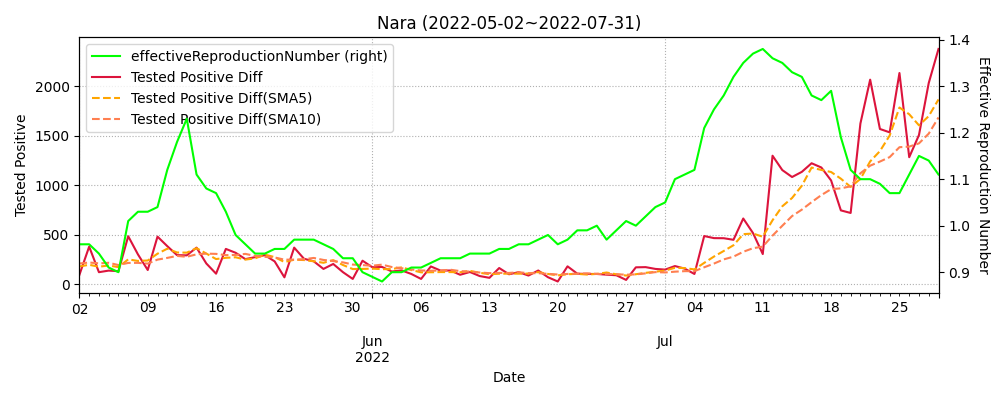 Nara (2022-05-02~2022-07-31)
effectiveReproductionNumber (right)
Tested Positive Diff
Tested Positive Diff(SMA5)
Tested Positive Diff(SMA10)
Tested Positive
2000
1500
1000
500
0
1.4
1.3
1.2
1.1
1.0
0.9
Effective Reproduction Number
02 09 16 23 30 06 13 20 27 04 11 18 25
Jun Jul
2022
Date